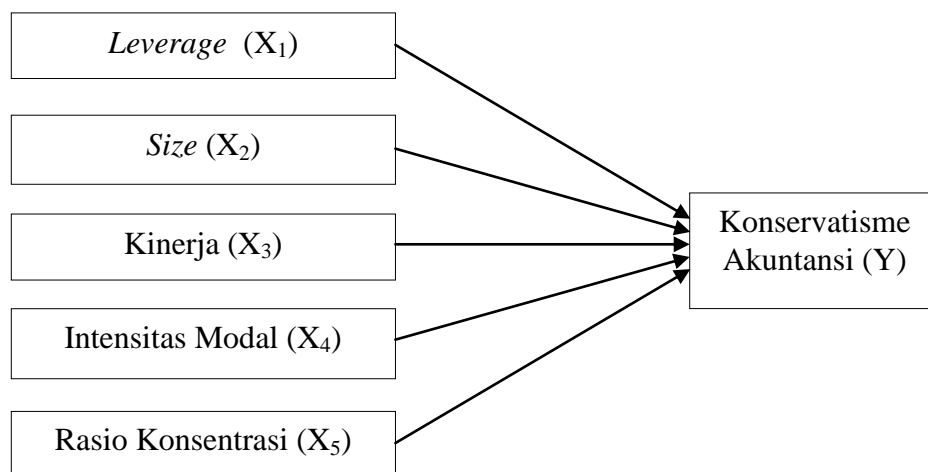 Leverage (X₁)
Size (X₂)
Kinerja (X₃)
Intensitas Modal (X₄)
Rasio Konsentrasi (X₅)
Konservatisme
Akuntansi (Y)